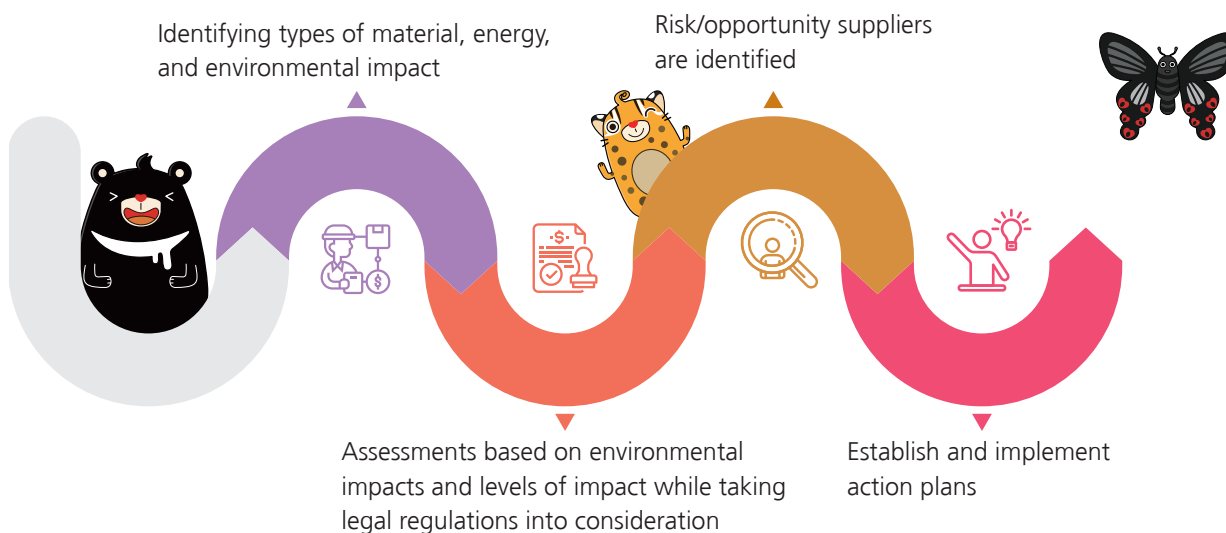 Identifying types of material, energy,
and environmental impact
Assessments based on environmental
impacts and levels of impact while taking
legal regulations into consideration
Risk/opportunity suppliers
are identified
Establish and implement
action plans
$
$